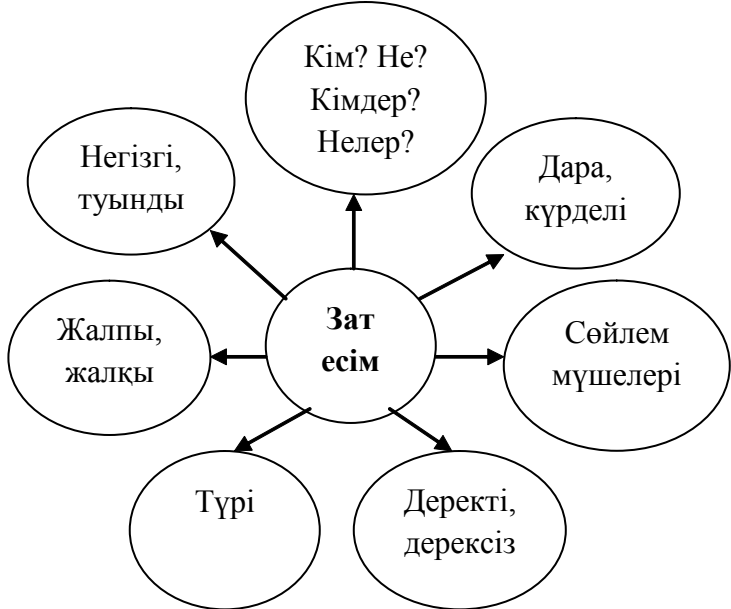 Кім? Не?
Кімдер?
Нелер?
Негізгі,
туынды
Дара,
күрделі
Зат
есім
Жалпы,
жалқы
Сөйлем
мүшелері
Түрі
Деректі,
дерексіз